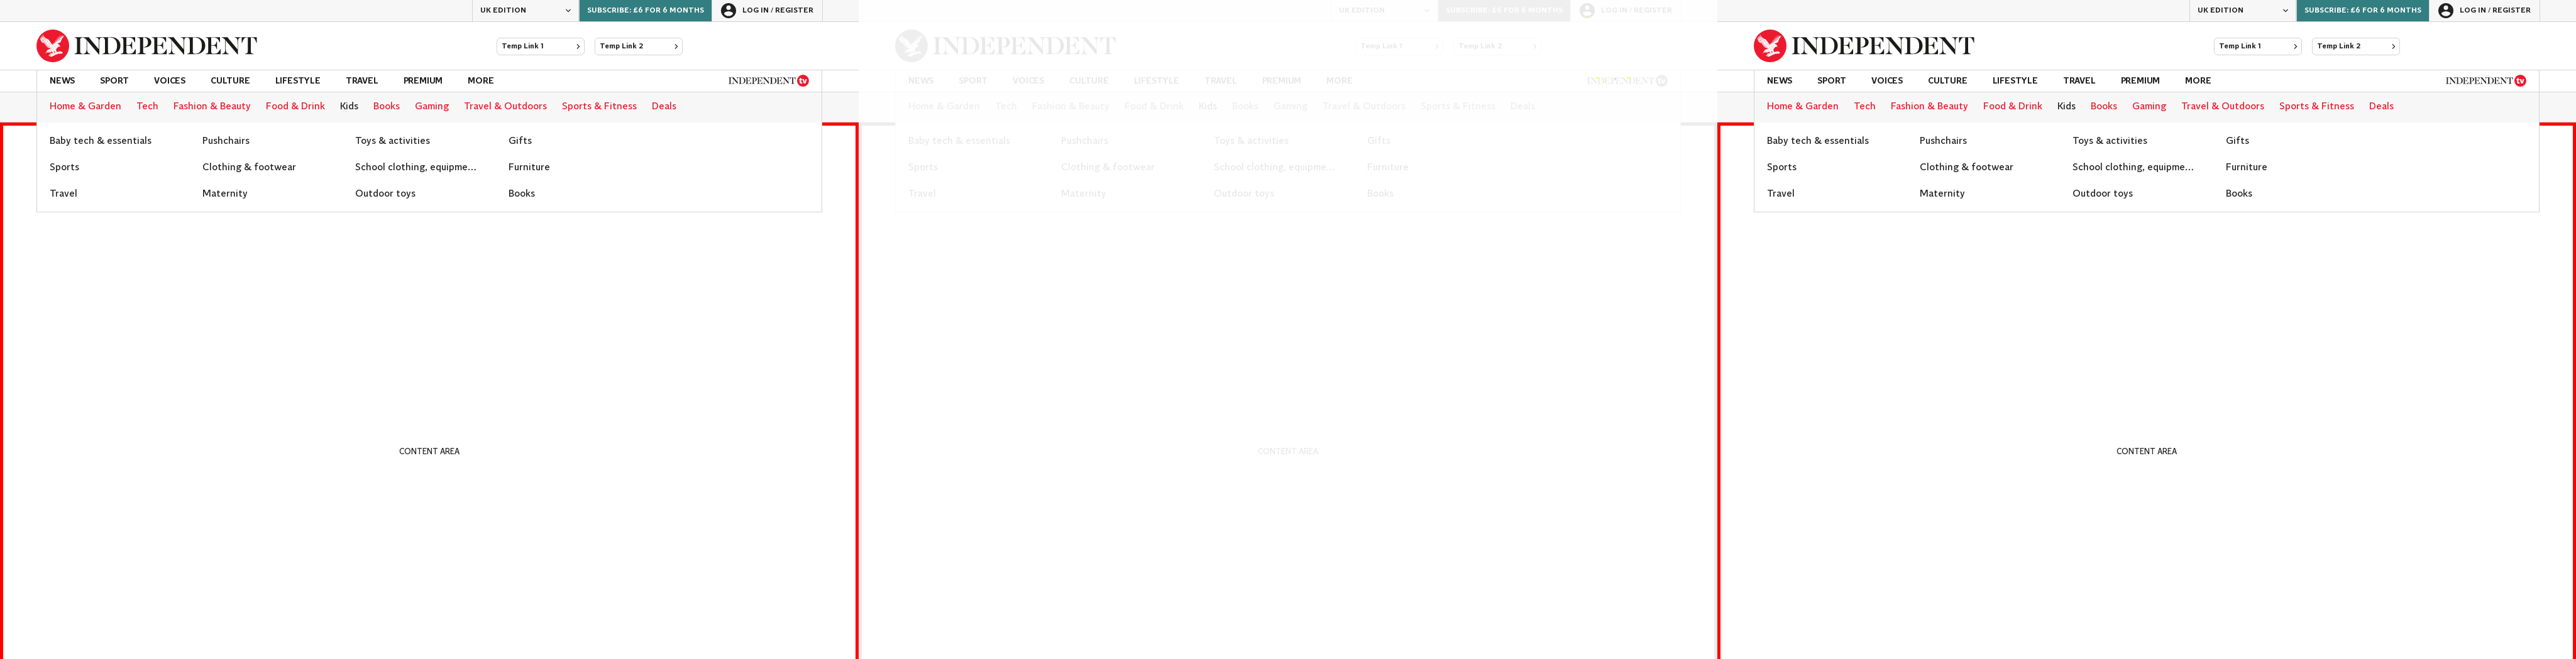 UK EDITION SUBSCRIBE: £6 FOR 6 MONTHS LOG IN / REGISTER
INDEPENDENT Temp Link 1 Temp Link 2
NEWS SPORT VOICES CULTURE LIFESTYLE TRAVEL PREMIUM MORE INDEPENDENT tv
Home & Garden Tech Fashion & Beauty Food & Drink Kids Books Gaming Travel & Outdoors Sports & Fitness Deals
Baby tech & essentials Pushchairs Toys & activities Gifts
Sports Clothing & footwear School clothing, equipme... Furniture
Travel Maternity Outdoor toys Books
CONTENT AREA
UK EDITION SUBSCRIBE: £6 FOR 6 MONTHS LOG IN / REGISTER
INDEPENDENT Temp Link 1 Temp Link 2
NEWS SPORT VOICES CULTURE LIFESTYLE TRAVEL PREMIUM MORE INDEPENDENT tv
Home & Garden Tech Fashion & Beauty Food & Drink Kids Books Gaming Travel & Outdoors Sports & Fitness Deals
Baby tech & essentials Pushchairs Toys & activities Gifts
Sports Clothing & footwear School clothing, equipme... Furniture
Travel Maternity Outdoor toys Books
CONTENT AREA
UK EDITION SUBSCRIBE: £6 FOR 6 MONTHS LOG IN / REGISTER
INDEPENDENT Temp Link 1 Temp Link 2
NEWS SPORT VOICES CULTURE LIFESTYLE TRAVEL PREMIUM MORE INDEPENDENT tv
Home & Garden Tech Fashion & Beauty Food & Drink Kids Books Gaming Travel & Outdoors Sports & Fitness Deals
Baby tech & essentials Pushchairs Toys & activities Gifts
Sports Clothing & footwear School clothing, equipme... Furniture
Travel Maternity Outdoor toys Books
CONTENT AREA